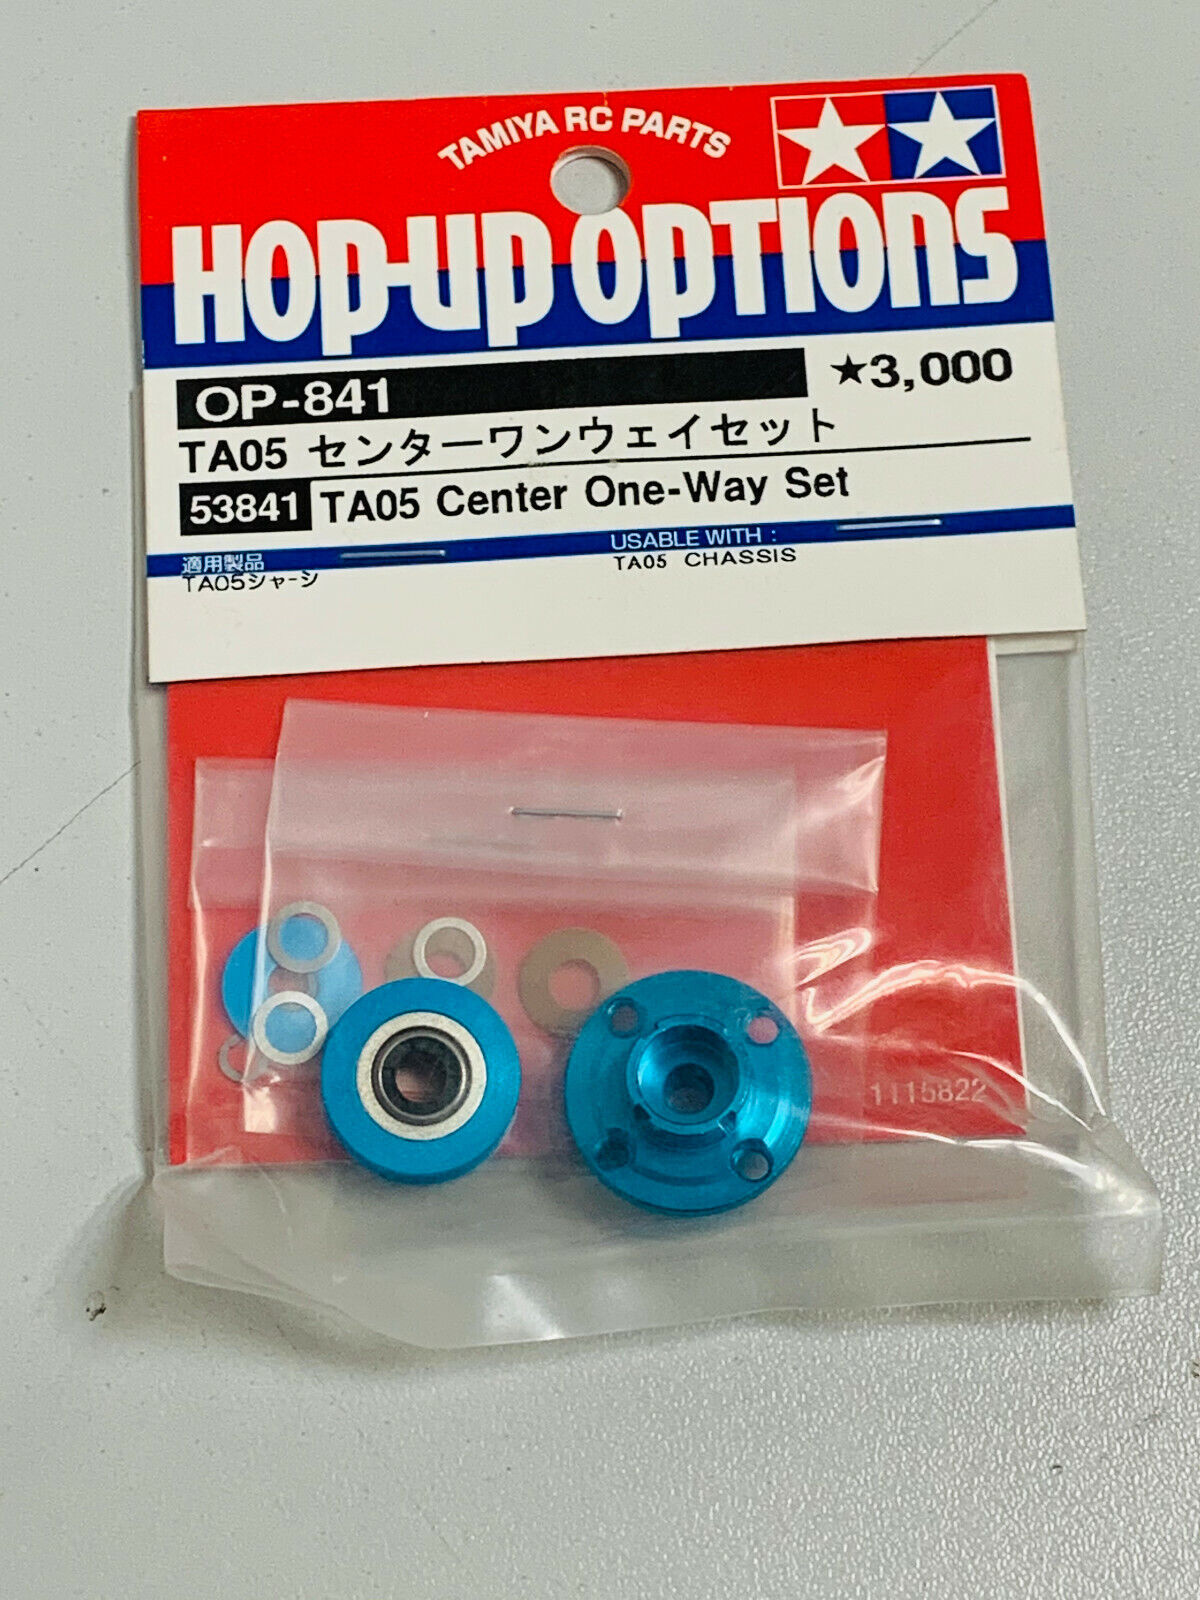 TAMIYA RC PARTS
HOP-UP OPTIONS
OP-841 ★3,000
TA05 センターワンウェイセット
53841 TA05 Center One-Way Set
適用製品 USABLE WITH :
TA05シャーシ TA05 CHASSIS
1115822